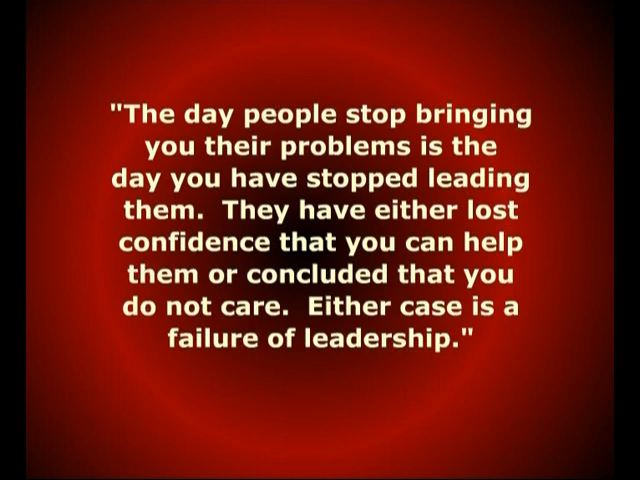 "The day people stop bringing
you their problems is the
day you have stopped leading
them.  They have either lost
confidence that you can help
them or concluded that you
do not care.  Either case is a
failure of leadership."